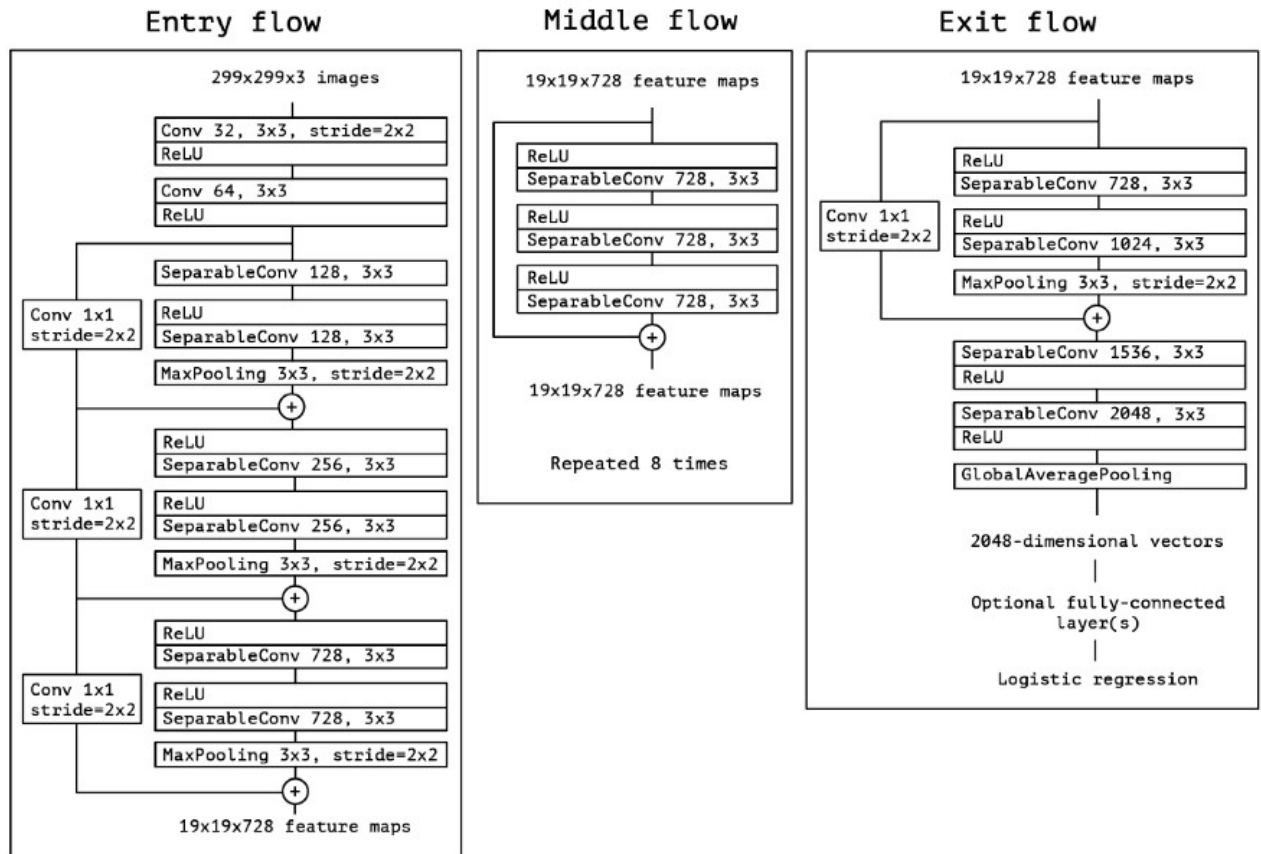 Entry flow
299x299x3 images
Conv 32, 3x3, stride=2x2
ReLU
Conv 64, 3x3
ReLU
SeparableConv 128, 3x3
Conv 1x1
stride=2x2
ReLU
SeparableConv 128, 3x3
MaxPooling 3x3, stride=2x2
+
ReLU
SeparableConv 256, 3x3
Conv 1x1
stride=2x2
ReLU
SeparableConv 256, 3x3
MaxPooling 3x3, stride=2x2
+
ReLU
SeparableConv 728, 3x3
Conv 1x1
stride=2x2
ReLU
SeparableConv 728, 3x3
MaxPooling 3x3, stride=2x2
+
19x19x728 feature maps
Middle flow
19x19x728 feature maps
ReLU
SeparableConv 728, 3x3
ReLU
SeparableConv 728, 3x3
ReLU
SeparableConv 728, 3x3
+
19x19x728 feature maps
Repeated 8 times
Exit flow
19x19x728 feature maps
ReLU
SeparableConv 728, 3x3
Conv 1x1
stride=2x2
ReLU
SeparableConv 1024, 3x3
MaxPooling 3x3, stride=2x2
+
SeparableConv 1536, 3x3
ReLU
SeparableConv 2048, 3x3
ReLU
GlobalAveragePooling
2048-dimensional vectors
Optional fully-connected
layer(s)
Logistic regression